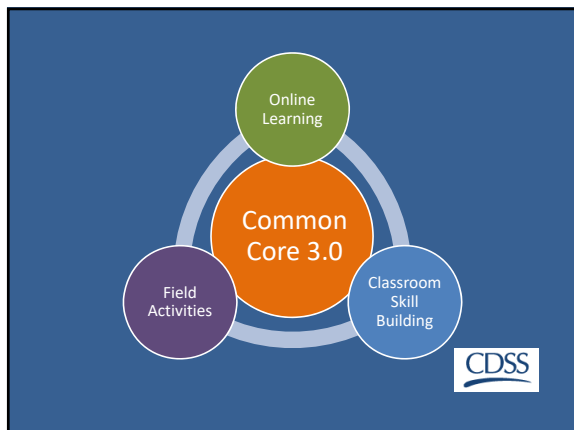 Online
Learning
Common
Core 3.0
Field
Activities
Classroom
Skill
Building
CDSS